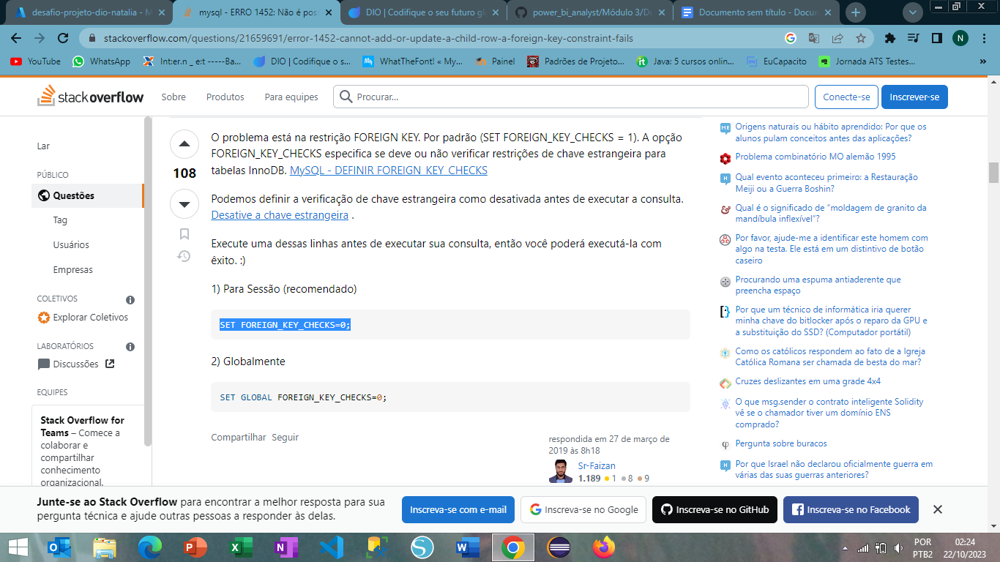 desafio-projeto-dio-natalia - M
mysql - ERRO 1452: Não é pos
DIO | Codifique o seu futuro gl
power_bi_analyst/Módulo 3/De
Documento sem título - Docun
stackoverflow.com/questions/21659691/error-1452-cannot-add-or-update-a-child-row-a-foreign-key-constraint-fails
N
YouTube
WhatsApp
Int:er.n _ e:t -----Ba...
DIO | Codifique o s...
WhatTheFont! « My...
Painel
Padrões de Projeto...
Java: 5 cursos onlin...
EuCapacito
Jornada ATS Testes...
»
stackoverflow
Sobre
Produtos
Para equipes
Procurar...
Conecte-se
Inscrever-se
Lar
PÚBLICO
Questões
Tag
Usuários
Empresas
COLETIVOS
Explorar Coletivos
LABORATÓRIOS
Discussões
EQUIPES
Stack Overflow for
Teams – Comece a
colaborar e
compartilhar
conhecimento
organizacional.
108
O problema está na restrição FOREIGN KEY. Por padrão (SET FOREIGN_KEY_CHECKS = 1). A opção
FOREIGN_KEY_CHECKS especifica se deve ou não verificar restrições de chave estrangeira para
tabelas InnoDB. MySQL - DEFINIR FOREIGN_KEY_CHECKS
Podemos definir a verificação de chave estrangeira como desativada antes de executar a consulta.
Desative a chave estrangeira .
Execute uma dessas linhas antes de executar sua consulta, então você poderá executá-la com
êxito. :)
1) Para Sessão (recomendado)
SET FOREIGN_KEY_CHECKS=0;
2) Globalmente
SET GLOBAL FOREIGN_KEY_CHECKS=0;
Compartilhar Seguir
respondida em 27 de março de
2019 às 8h18
Sr-Faizan
1.189 1 8 9
Origens naturais ou hábito aprendido: Por que os
alunos pulam conceitos antes das aplicações?
Problema combinatório MO alemão 1995
Qual evento aconteceu primeiro: a Restauração
Meiji ou a Guerra Boshin?
Qual é o significado de “moldagem de granito da
mandíbula inflexível”?
Por favor, ajude-me a identificar este homem com
algo na testa. Ele está em um distintivo de botão
caseiro
Procurando uma espuma antiaderente que
preencha espaço
Por que um técnico de informática iria querer
minha chave do bitlocker após o reparo da GPU e
a substituição do SSD? (Computador portátil)
Como os católicos respondem ao fato de a Igreja
Católica Romana ser chamada de besta do mar?
Cruzes deslizantes em uma grade 4x4
O que msg.sender o contrato inteligente Solidity
vê se o chamador tiver um domínio ENS
comprado?
Pergunta sobre buracos
Por que Israel não declarou oficialmente guerra em
várias das suas guerras anteriores?
Junte-se ao Stack Overflow para encontrar a melhor resposta para sua
pergunta técnica e ajude outras pessoas a responder às delas.
Inscreva-se com e-mail
Inscreva-se no Google
Inscreva-se no GitHub
Inscreva-se no Facebook
POR
PTB2
02:24
22/10/2023